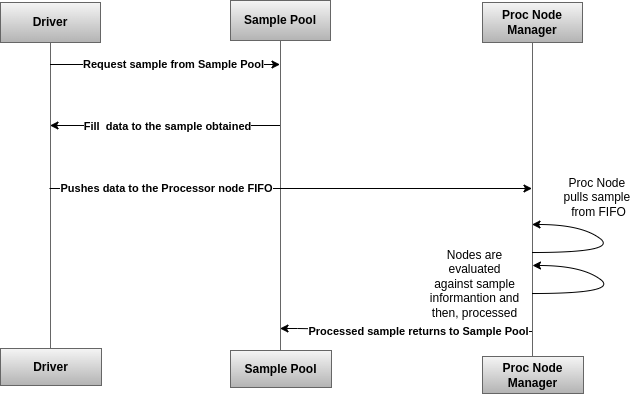 Driver
Sample Pool
Proc Node
Manager
Request sample from Sample Pool
Fill  data to the sample obtained
Pushes data to the Processor node FIFO
Proc Node
pulls sample
from FIFO
Nodes are
evaluated
against sample
informantion and
then, processed
Processed sample returns to Sample Pool
Driver
Sample Pool
Proc Node
Manager